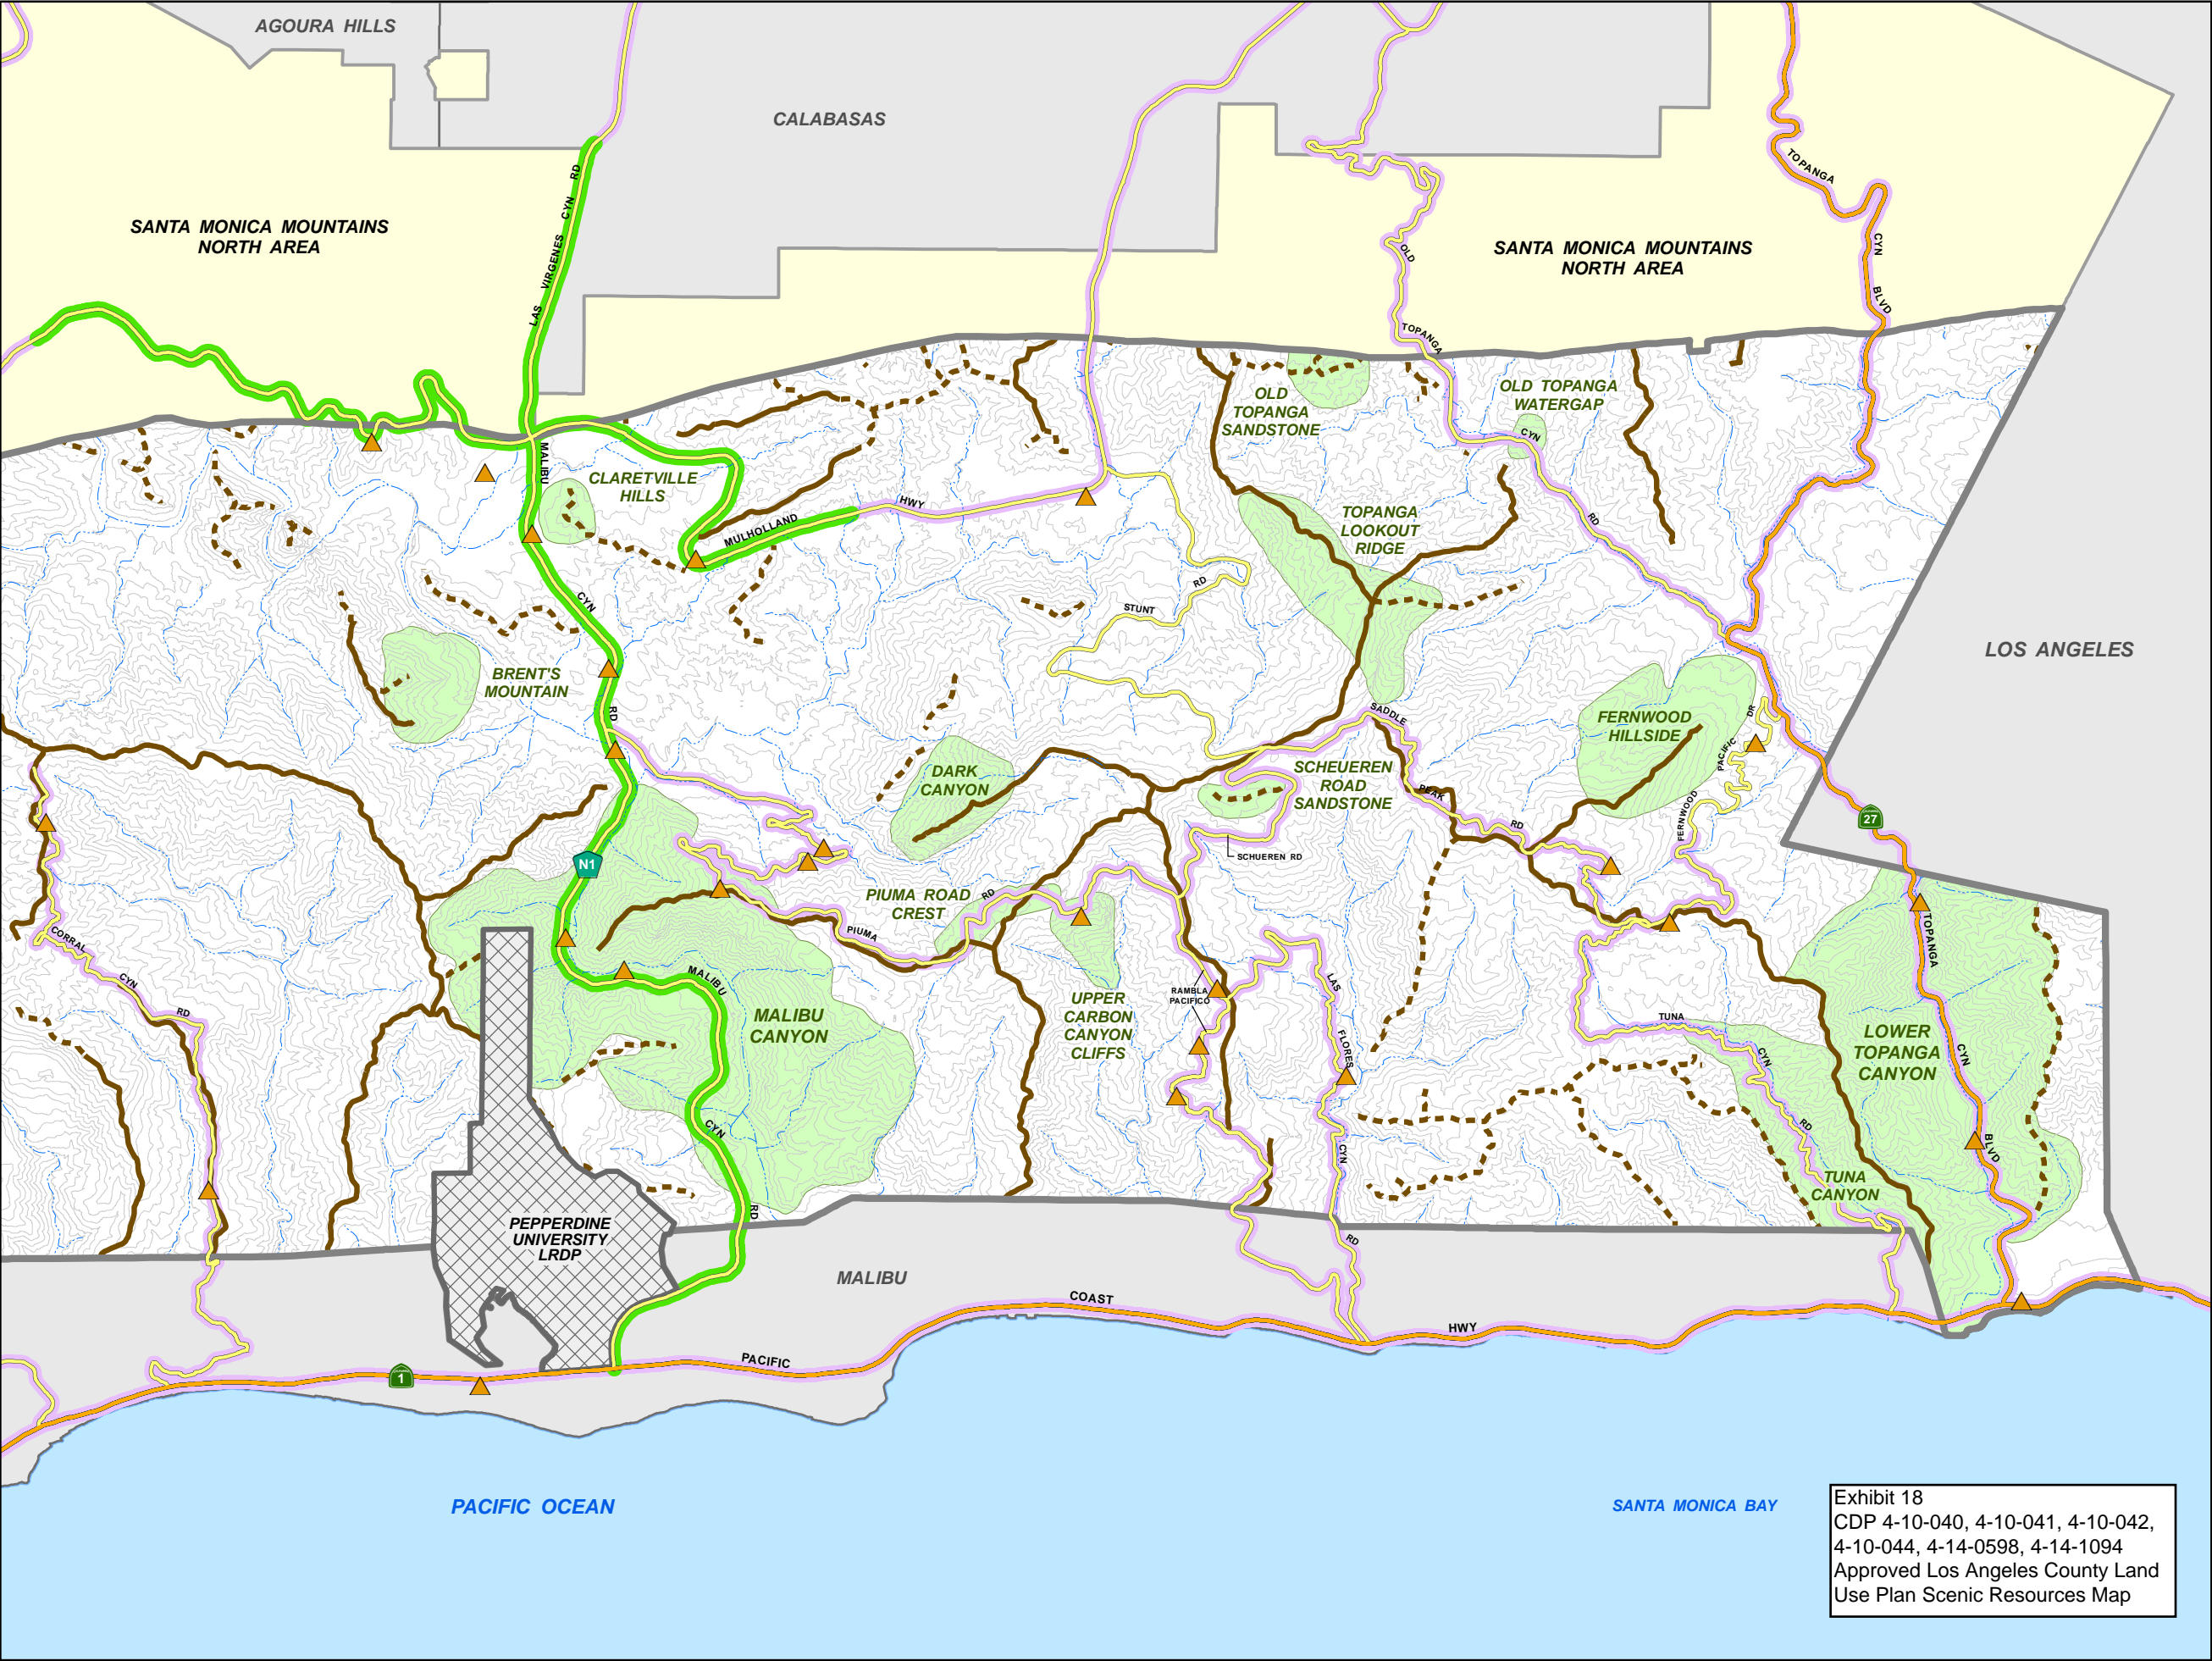 AGOURA HILLS
CALABASAS
SANTA MONICA MOUNTAINS
NORTH AREA
SANTA MONICA MOUNTAINS
NORTH AREA
LAS VIRGENES CYN RD
TOPANGA CYN BLVD
OLD TOPANGA CYN RD
OLD
TOPANGA
SANDSTONE
OLD TOPANGA
WATERGAP
CLARETVILLE
HILLS
MULHOLLAND HWY
TOPANGA
LOOKOUT
RIDGE
MALIBU CYN RD
STUNT RD
LOS ANGELES
BRENT'S
MOUNTAIN
FERNWOOD
HILLSIDE
SADDLE PEAK RD
FERNWOOD PACIFIC DR
DARK
CANYON
SCHEUEREN
ROAD
SANDSTONE
27
SCHUEREN RD
N1
PIUMA ROAD
CREST
PIUMA RD
CORRAL CYN RD
MALIBU CYN RD
MALIBU
CANYON
UPPER
CARBON
CANYON
CLIFFS
RAMBLA
PACIFICO
LAS FLORES CYN RD
TUNA CYN RD
LOWER
TOPANGA
CANYON
TOPANGA CYN BLVD
TUNA
CANYON
PEPPERDINE
UNIVERSITY
LRDP
MALIBU
PACIFIC COAST HWY
1
PACIFIC OCEAN
SANTA MONICA BAY
Exhibit 18
CDP 4-10-040, 4-10-041, 4-10-042,
4-10-044, 4-14-0598, 4-14-1094
Approved Los Angeles County Land
Use Plan Scenic Resources Map